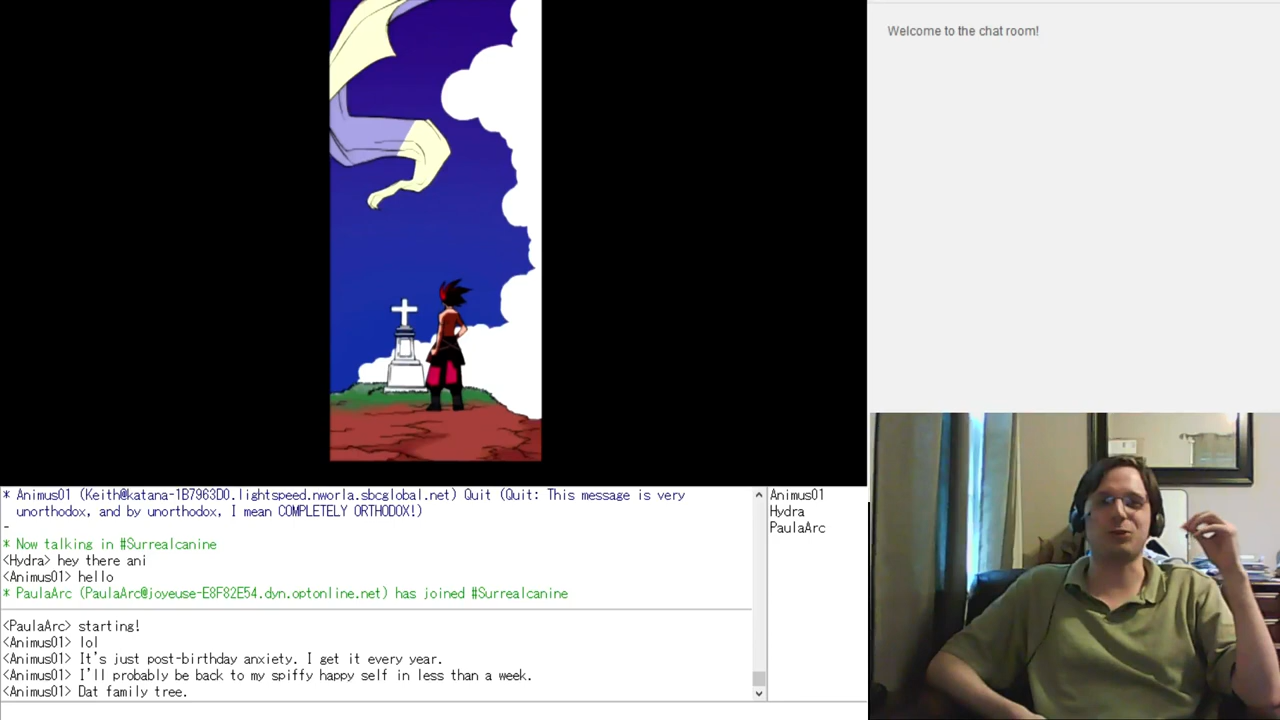 Welcome to the chat room!
* Animus01 (Keith@katana-1B7963D0.lightspeed.nworla.sbcglobal.net) Quit (Quit: This message is very
unorthodox, and by unorthodox, I mean COMPLETELY ORTHODOX!)
-
* Now talking in #Surrealcanine
<Hydra> hey there ani
<Animus01> hello
* PaulaArc (PaulaArc@joyeuse-E8F82E54.dyn.optonline.net) has joined #Surrealcanine
<PaulaArc> starting!
<Animus01> lol
<Animus01> It's just post-birthday anxiety. I get it every year.
<Animus01> I'll probably be back to my spiffy happy self in less than a week.
<Animus01> Dat family tree.
Animus01
Hydra
PaulaArc